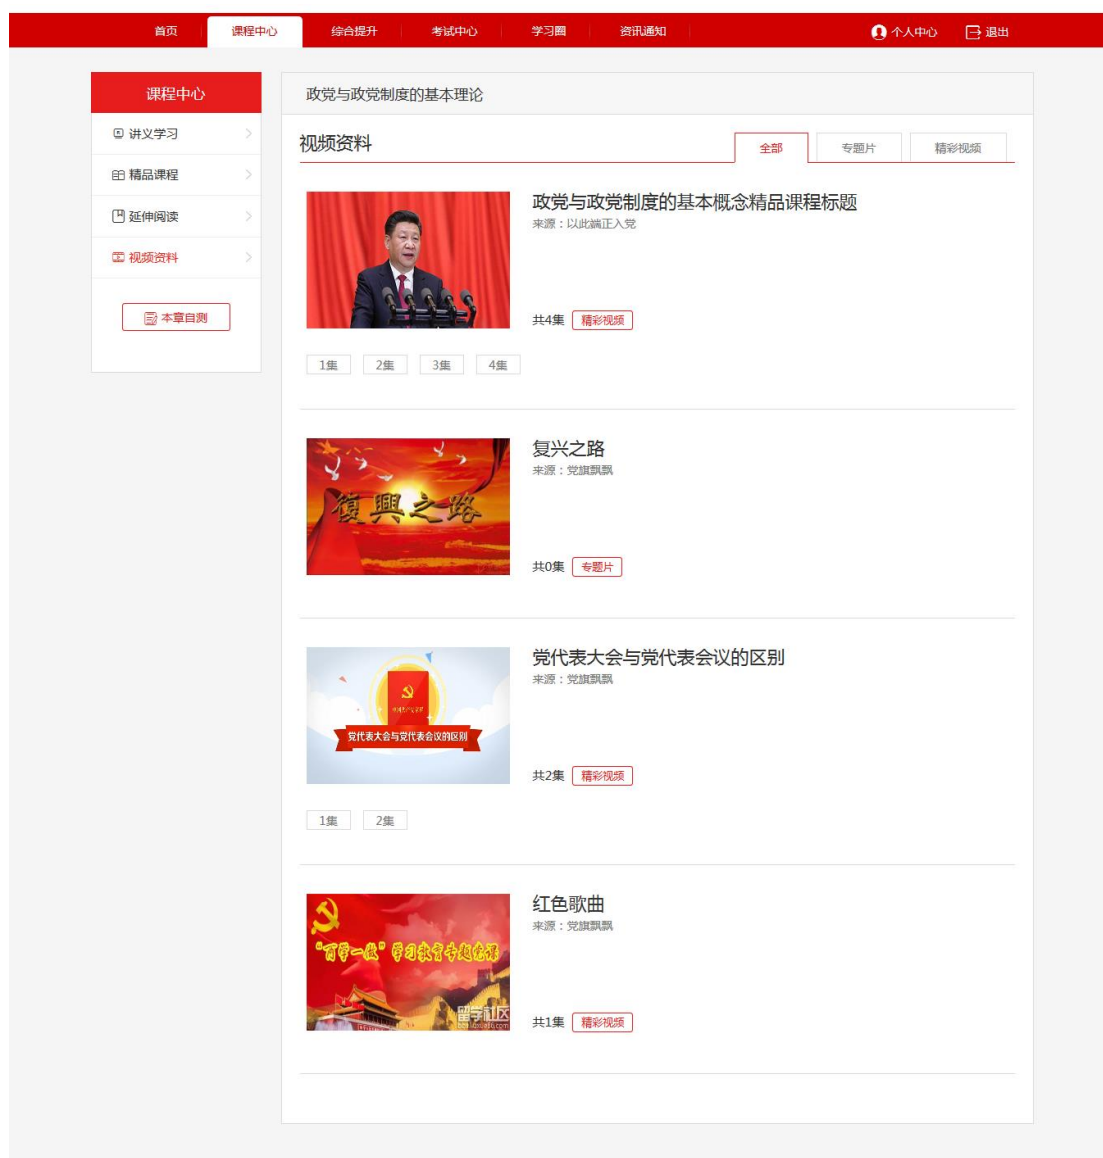 首页 课程中心 综合提升 考试中心 学习圈 资讯通知 个人中心 退出
课程中心
讲义学习
精品课程
延伸阅读
视频资料
本章自测
政党与政党制度的基本理论
视频资料 全部 专题片 精彩视频
政党与政党制度的基本概念精品课程标题
来源：以此端正入党
共4集 精彩视频
1集 2集 3集 4集
復興之路
复兴之路
来源：党旗飘飘
共0集 专题片
党代表大会与党代表会议的区别
党代表大会与党代表会议的区别
来源：党旗飘飘
共2集 精彩视频
1集 2集
学习教育专题党课
留学社区
红色歌曲
来源：党旗飘飘
共1集 精彩视频